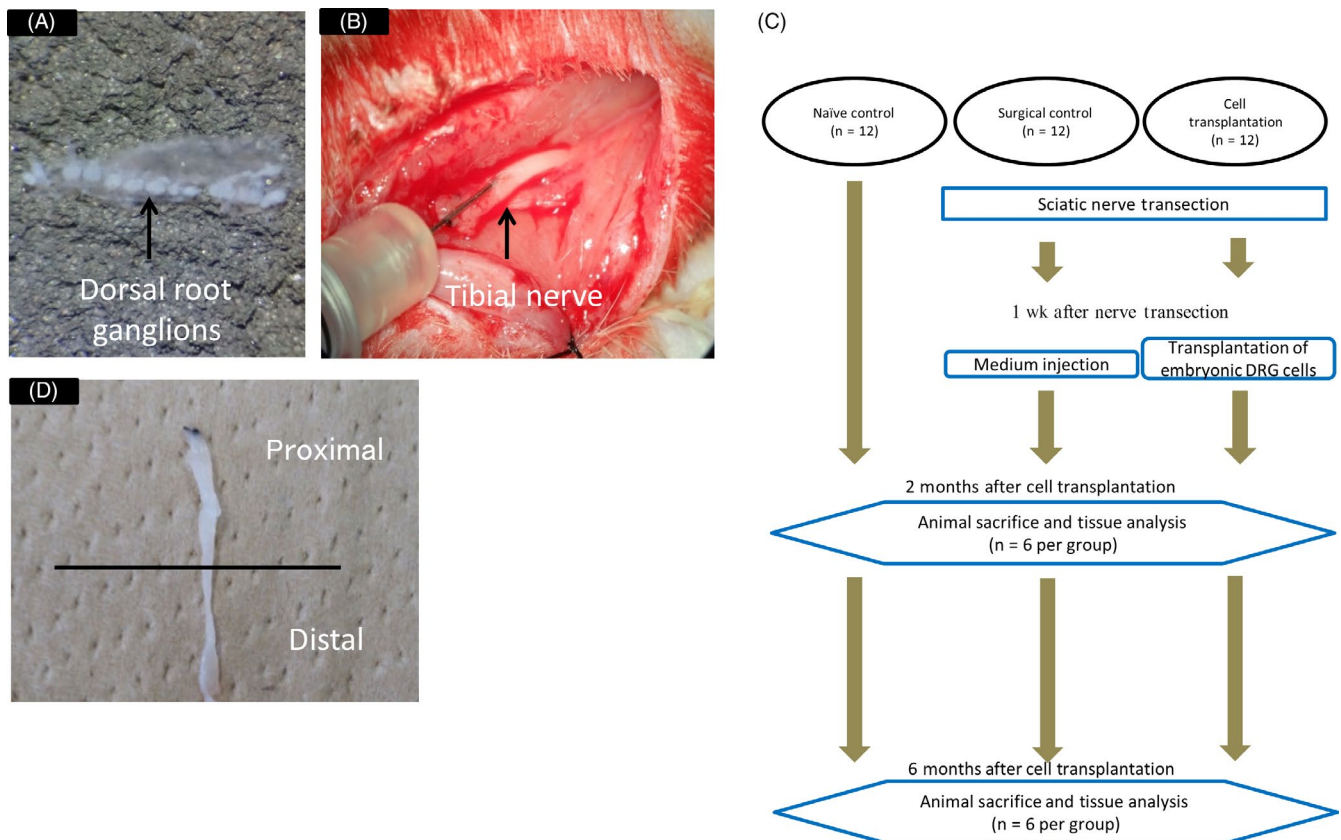 (A)
Dorsal root
ganglions
(B)
Tibial nerve
(C)
Naïve control
(n = 12)
Surgical control
(n = 12)
Cell
transplantation
(n = 12)
Sciatic nerve transection
1 wk after nerve transection
Medium injection
Transplantation of
embryonic DRG cells
2 months after cell transplantation
Animal sacrifice and tissue analysis
(n = 6 per group)
6 months after cell transplantation
Animal sacrifice and tissue analysis
(n = 6 per group)
(D)
Proximal
Distal